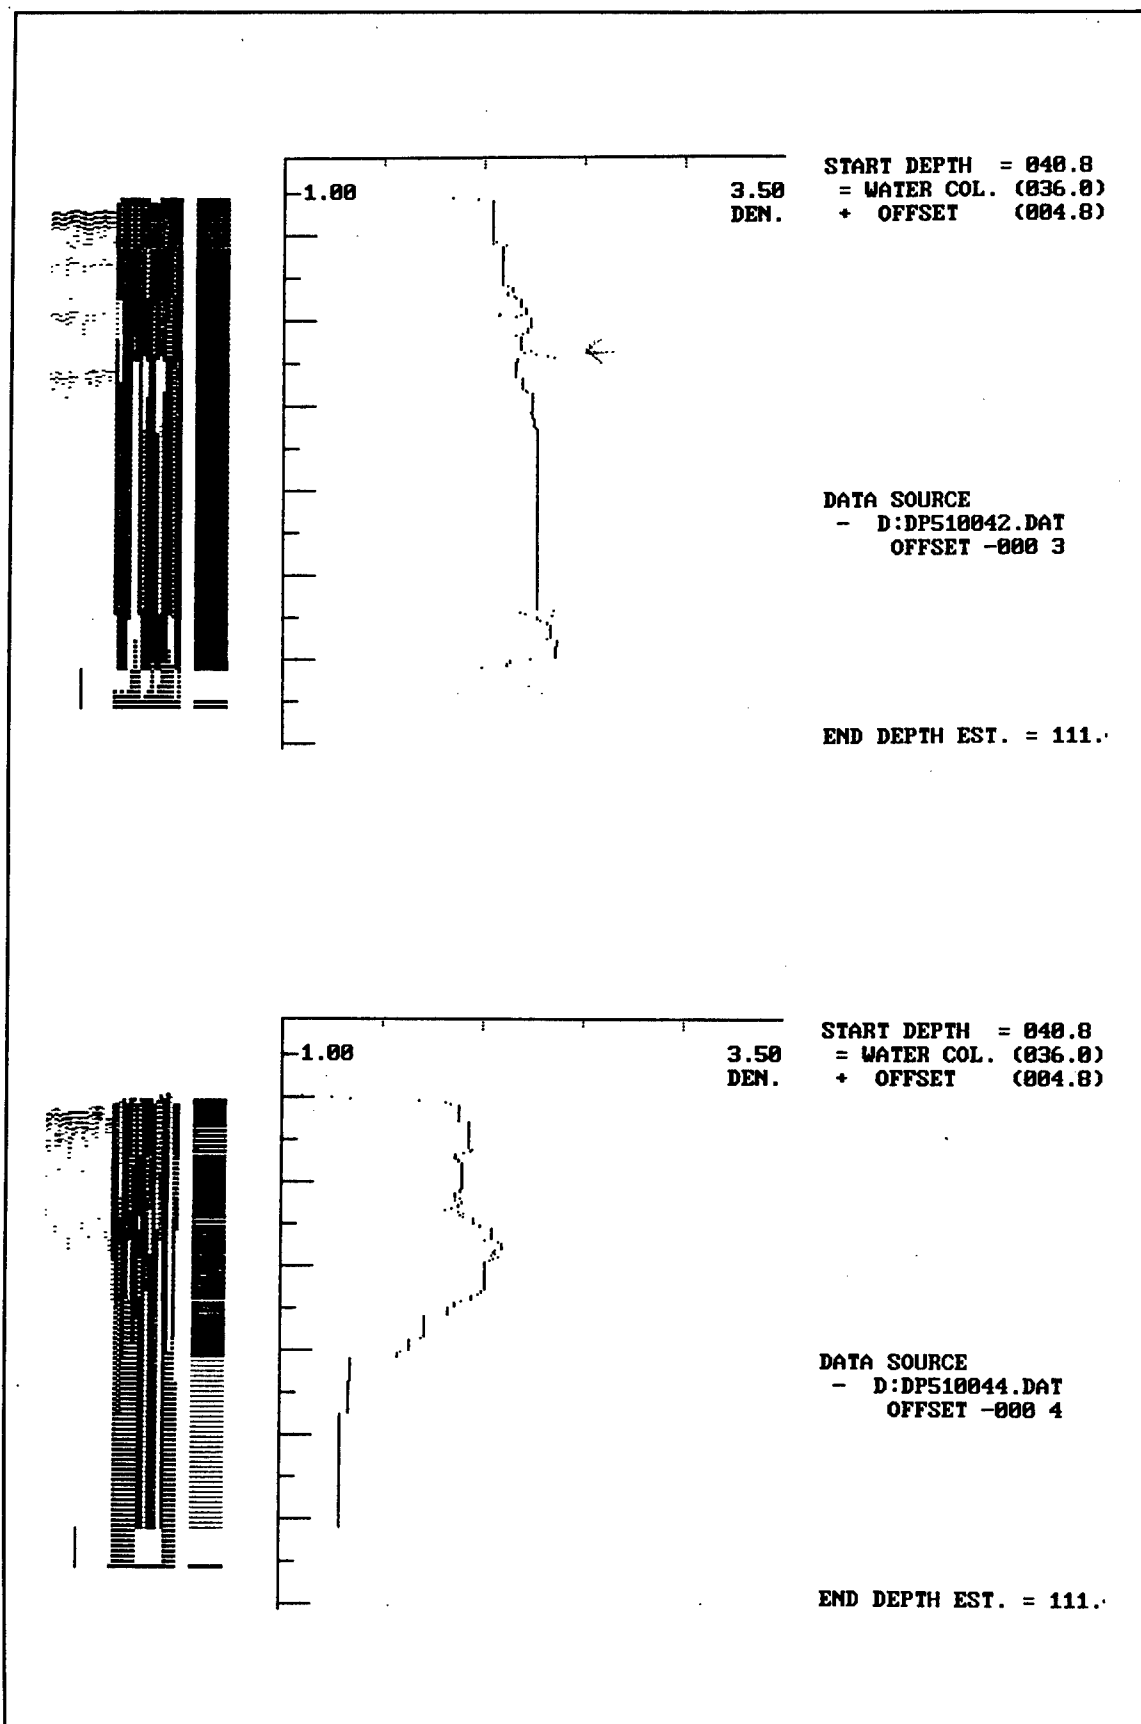 -1.00
3.50
DEN.
START DEPTH = 040.8
= WATER COL. (036.0)
+ OFFSET (004.8)
DATA SOURCE
- D:DP510042.DAT
OFFSET -000 3
END DEPTH EST. = 111.
-1.00
3.50
DEN.
START DEPTH = 040.8
= WATER COL. (036.0)
+ OFFSET (004.8)
DATA SOURCE
- D:DP510044.DAT
OFFSET -000 4
END DEPTH EST. = 111.